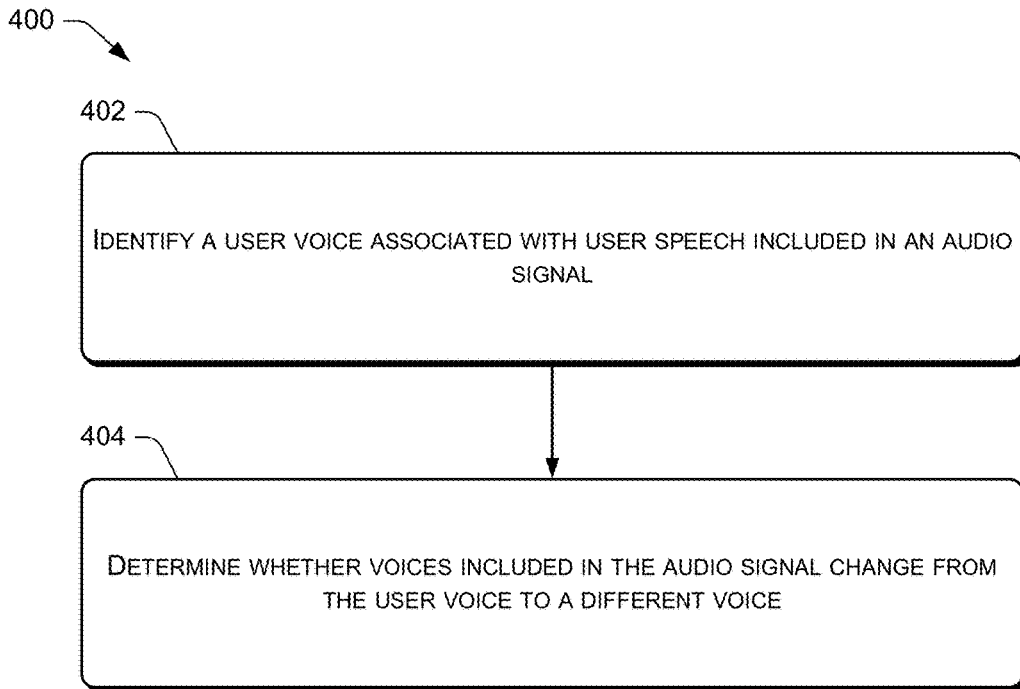 400
402
IDENTIFY A USER VOICE ASSOCIATED WITH USER SPEECH INCLUDED IN AN AUDIO
SIGNAL
404
DETERMINE WHETHER VOICES INCLUDED IN THE AUDIO SIGNAL CHANGE FROM
THE USER VOICE TO A DIFFERENT VOICE